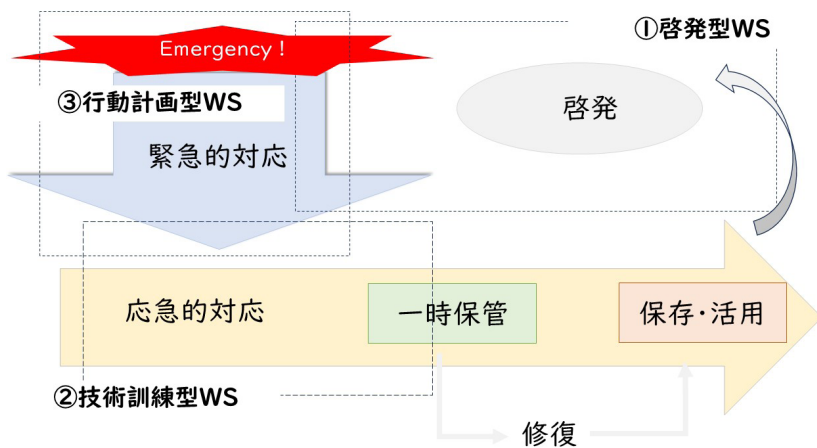 Emergency！
①啓発型WS
③行動計画型WS
啓発
緊急的対応
応急的対応
一時保管
保存・活用
②技術訓練型WS
修復